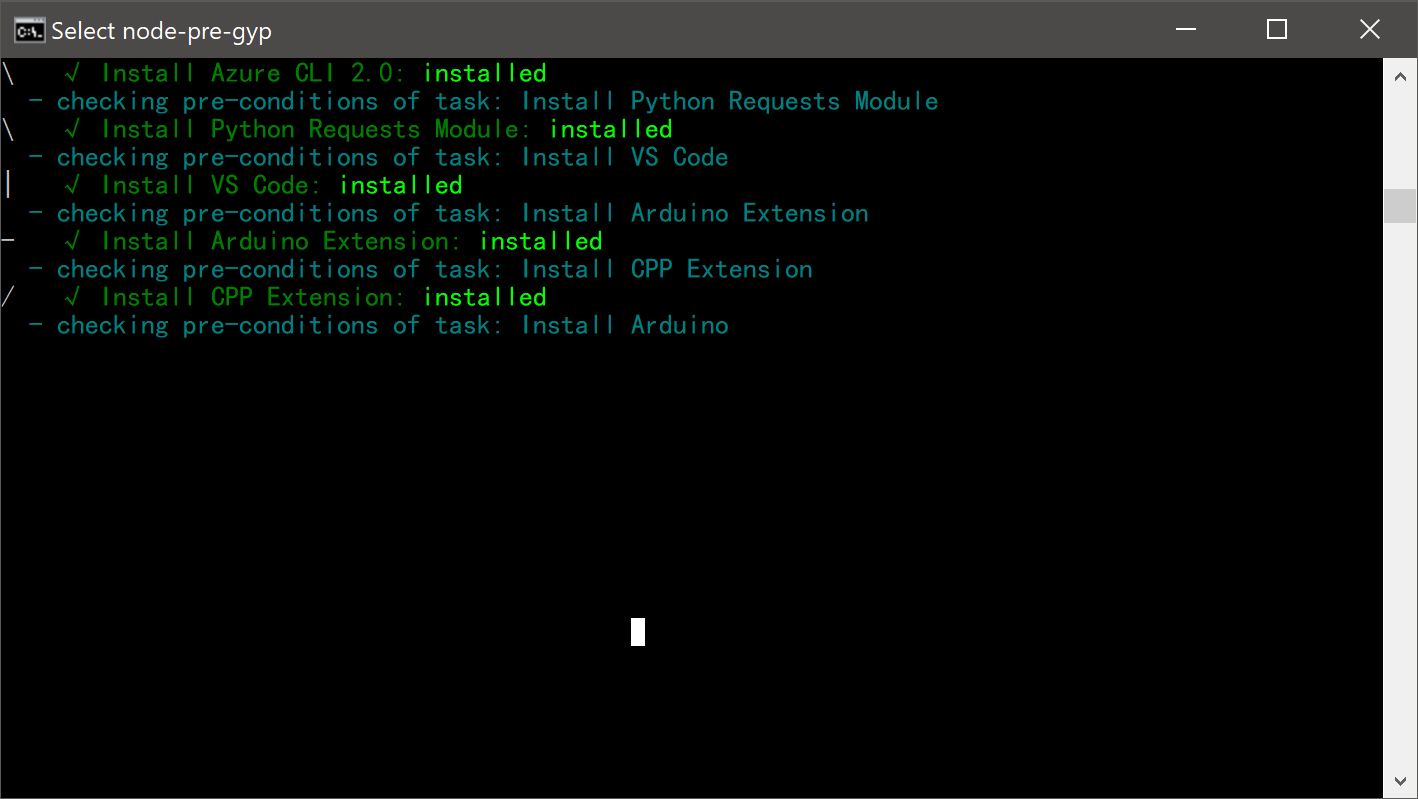 Select node-pre-gyp
\ √ Install Azure CLI 2.0: installed
- checking pre-conditions of task: Install Python Requests Module
\ √ Install Python Requests Module: installed
- checking pre-conditions of task: Install VS Code
| √ Install VS Code: installed
- checking pre-conditions of task: Install Arduino Extension
- √ Install Arduino Extension: installed
- checking pre-conditions of task: Install CPP Extension
/ √ Install CPP Extension: installed
- checking pre-conditions of task: Install Arduino